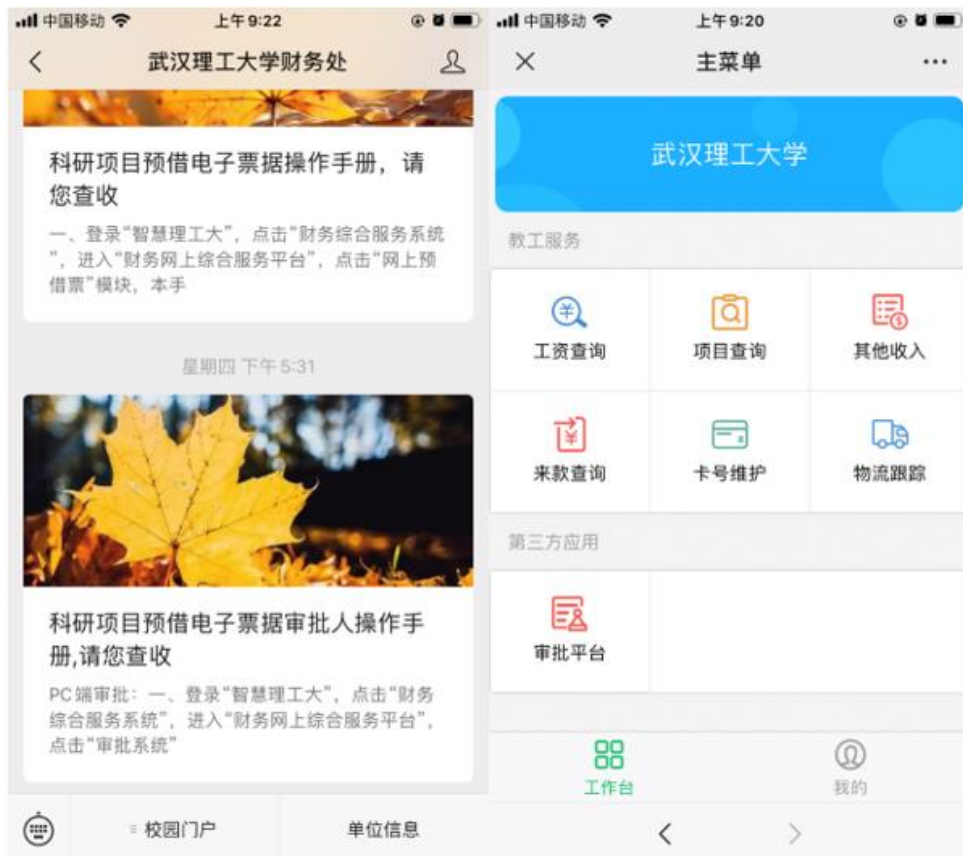 中国移动
上午9:22
武汉理工大学财务处
科研项目预借电子票据操作手册，请
您查收
一、登录“智慧理工大”，点击“财务综合服务系统
”，进入“财务网上综合服务平台”，点击“网上预
借票”模块，本手
星期四 下午 5:31
科研项目预借电子票据审批人操作手
册,请您查收
PC端审批：一、登录“智慧理工大”，点击“财务
综合服务系统”，进入“财务网上综合服务平台”，
点击“审批系统”
校园门户
单位信息
中国移动
上午9:20
主菜单
武汉理工大学
教工服务
工资查询
项目查询
其他收入
来款查询
卡号维护
物流跟踪
第三方应用
审批平台
工作台
我的